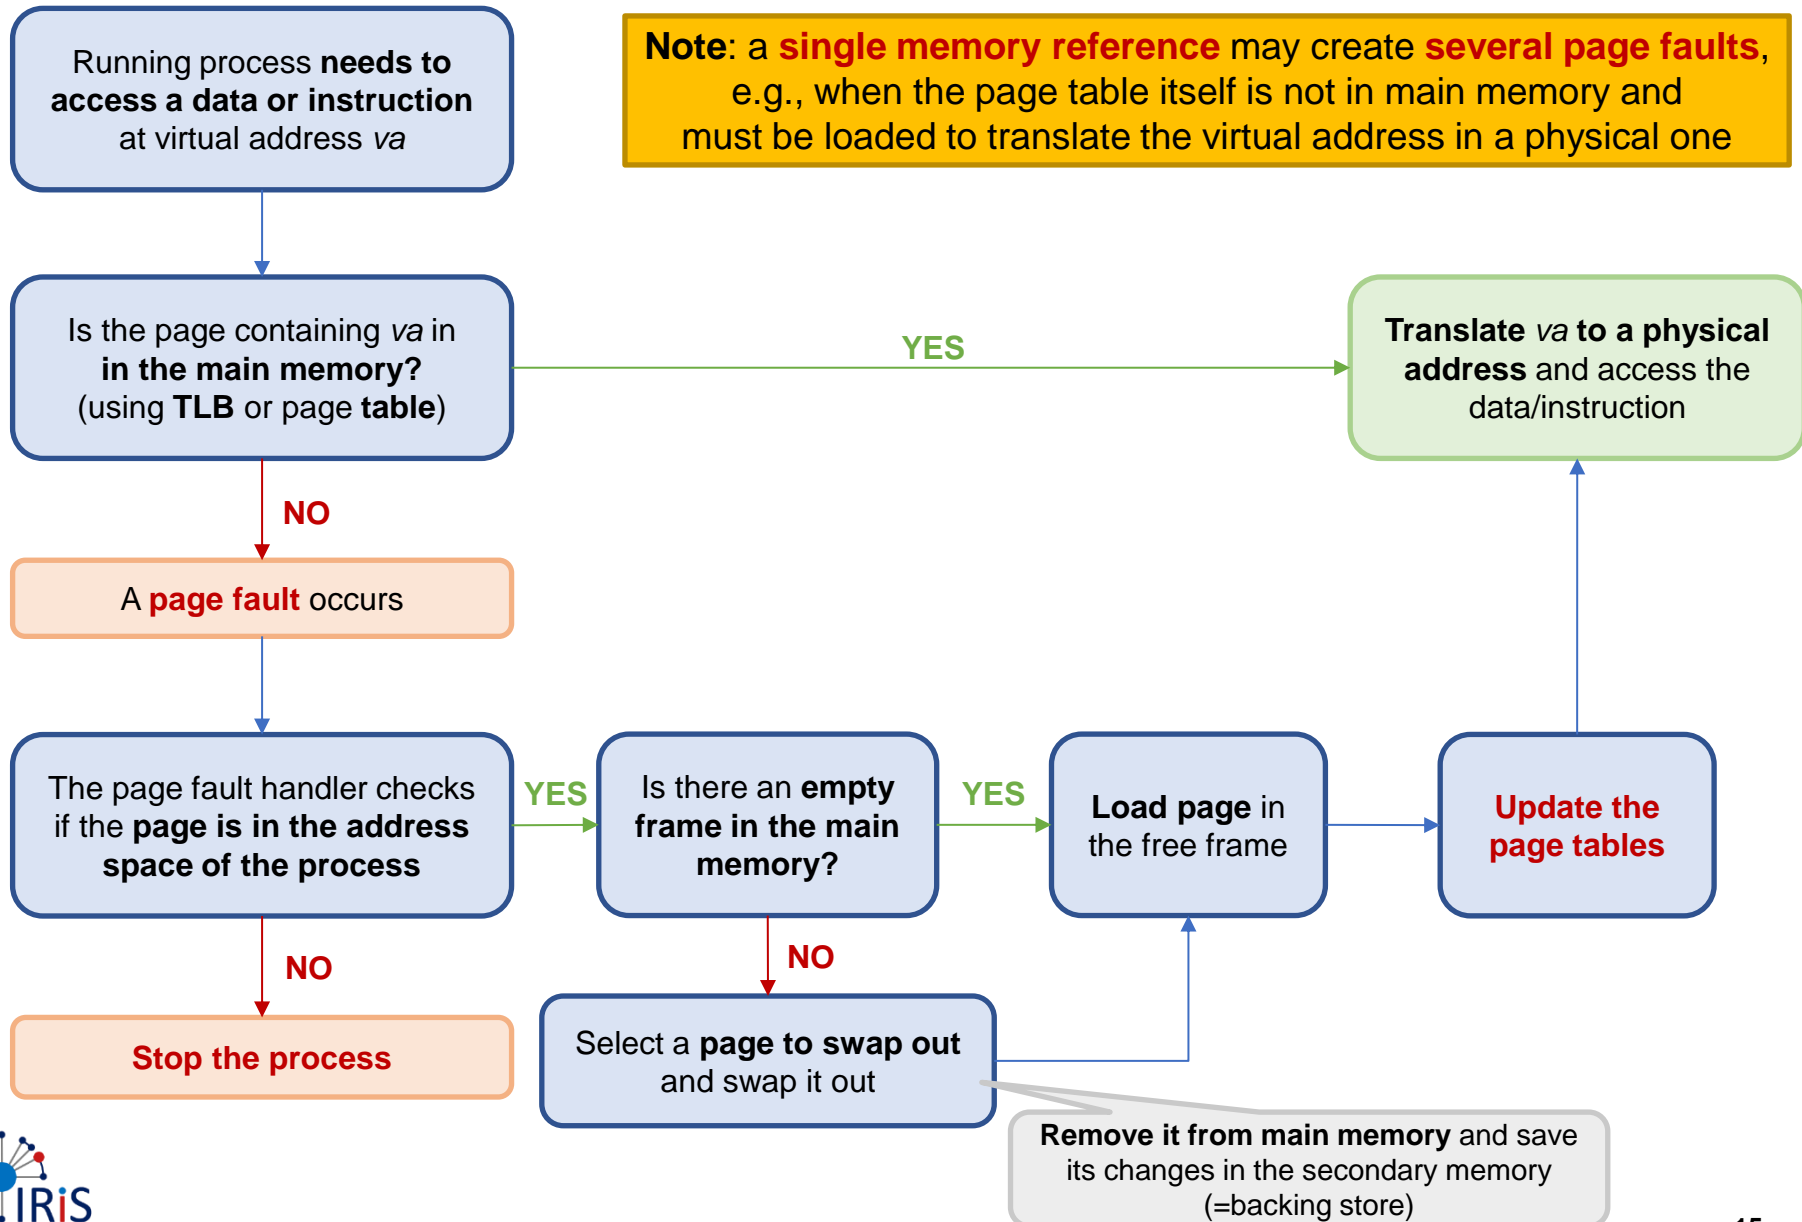 Running process needs to
access a data or instruction
at virtual address va
Note: a single memory reference may create several page faults,
e.g., when the page table itself is not in main memory and
must be loaded to translate the virtual address in a physical one
Is the page containing va in
in the main memory?
(using TLB or page table)
YES
Translate va to a physical
address and access the
data/instruction
NO
A page fault occurs
The page fault handler checks
if the page is in the address
space of the process
YES
Is there an empty
frame in the main
memory?
YES
Load page in
the free frame
Update the
page tables
NO
Stop the process
NO
Select a page to swap out
and swap it out
Remove it from main memory and save
its changes in the secondary memory
(=backing store)
IRiS